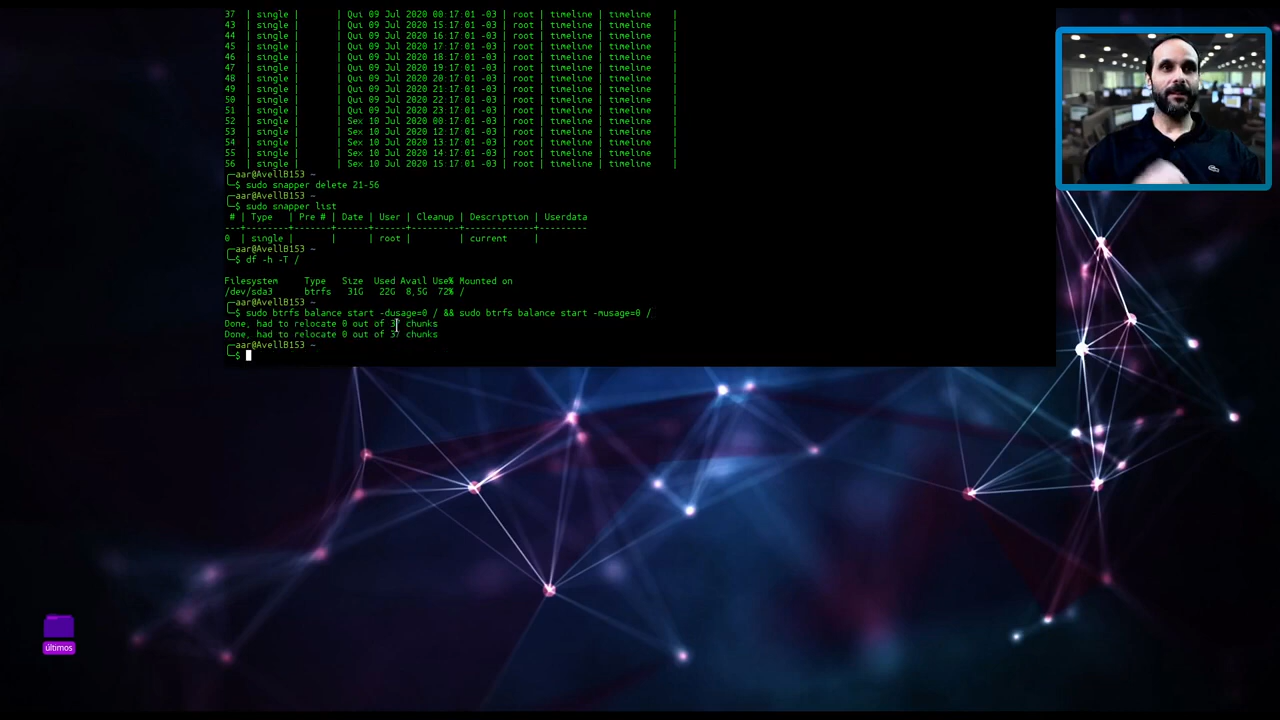 37  | single |       | Qui 09 Jul 2020 00:17:01 -03 | root | timeline | timeline    |
43  | single |       | Qui 09 Jul 2020 15:17:01 -03 | root | timeline | timeline    |
44  | single |       | Qui 09 Jul 2020 16:17:01 -03 | root | timeline | timeline    |
45  | single |       | Qui 09 Jul 2020 17:17:01 -03 | root | timeline | timeline    |
46  | single |       | Qui 09 Jul 2020 18:17:01 -03 | root | timeline | timeline    |
47  | single |       | Qui 09 Jul 2020 19:17:01 -03 | root | timeline | timeline    |
48  | single |       | Qui 09 Jul 2020 20:17:01 -03 | root | timeline | timeline    |
49  | single |       | Qui 09 Jul 2020 21:17:01 -03 | root | timeline | timeline    |
50  | single |       | Qui 09 Jul 2020 22:17:01 -03 | root | timeline | timeline    |
51  | single |       | Qui 09 Jul 2020 23:17:01 -03 | root | timeline | timeline    |
52  | single |       | Sex 10 Jul 2020 00:17:01 -03 | root | timeline | timeline    |
53  | single |       | Sex 10 Jul 2020 12:17:01 -03 | root | timeline | timeline    |
54  | single |       | Sex 10 Jul 2020 13:17:01 -03 | root | timeline | timeline    |
55  | single |       | Sex 10 Jul 2020 14:17:01 -03 | root | timeline | timeline    |
56  | single |       | Sex 10 Jul 2020 15:17:01 -03 | root | timeline | timeline    |
╭─aar@AvellB153 ~
╰─$ sudo snapper delete 21-56
╭─aar@AvellB153 ~
╰─$ sudo snapper list
 # | Type   | Pre # | Date | User | Cleanup | Description | Userdata
---+--------+-------+------+------+---------+-------------+---------
0  | single |       |      | root |         | current     |
╭─aar@AvellB153 ~
╰─$ df -h -T /
Filesystem     Type   Size  Used Avail Use% Mounted on
/dev/sda3      btrfs   31G   22G  8,5G  72% /
╭─aar@AvellB153 ~
╰─$ sudo btrfs balance start -dusage=0 / && sudo btrfs balance start -musage=0 /
Done, had to relocate 0 out of 37 chunks
Done, had to relocate 0 out of 37 chunks
╭─aar@AvellB153 ~
╰─$
últimos